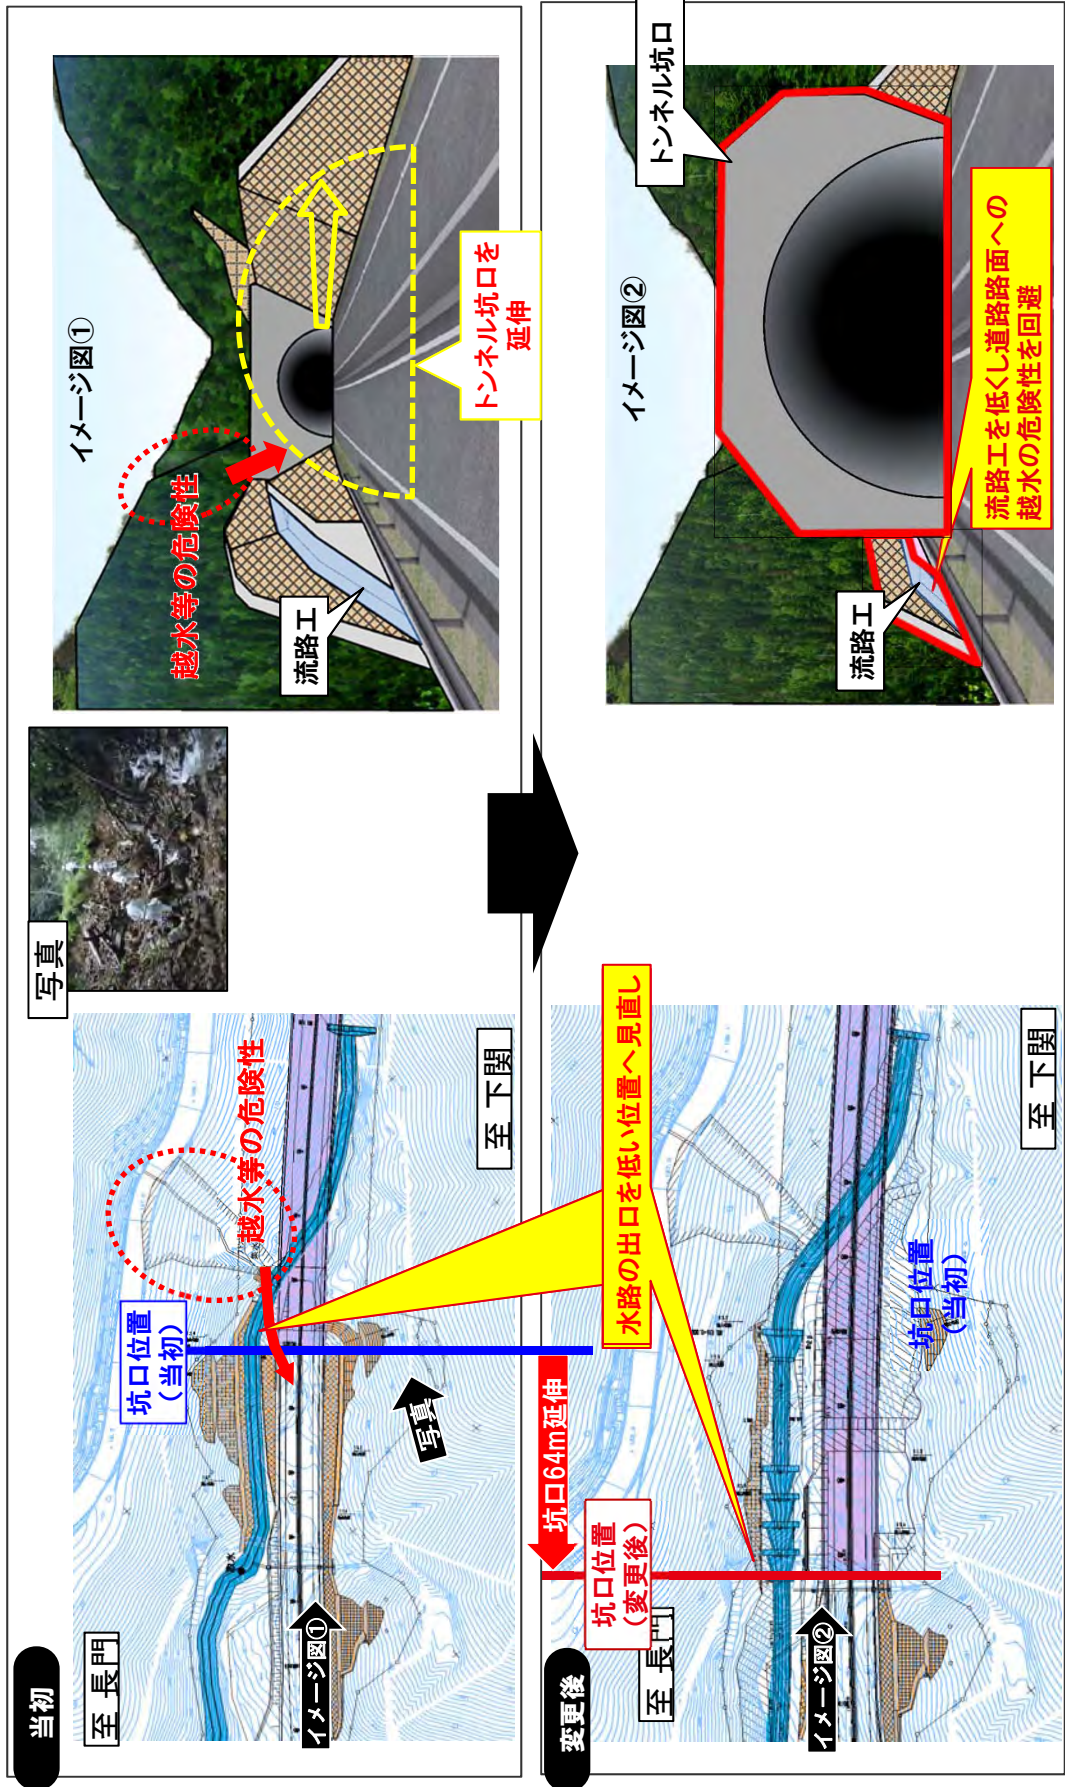 当初
至 長門
坑口位置
（当初）
越水等の危険性
至 下関
写真
イメージ図①
写真
イメージ図①
越水等の危険性
流路工
トンネル坑口を
延伸
変更後
至 長門
坑口位置
（変更後）
坑口64m延伸
水路の出口を低い位置へ見直し
坑口位置
（当初）
至 下関
イメージ図②
イメージ図②
トンネル坑口
流路工
流路工を低くし道路路面への
越水の危険性を回避